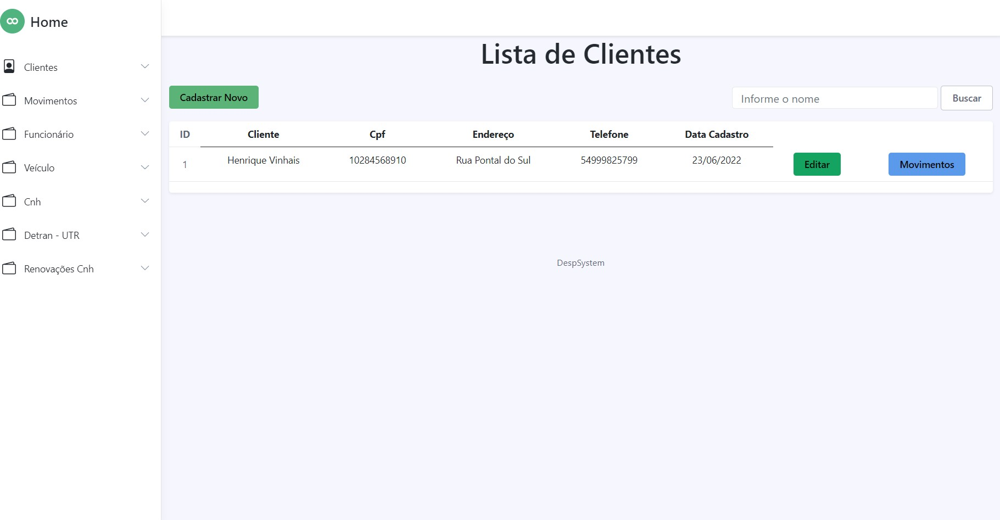 Home
Clientes
Movimentos
Funcionário
Veículo
Cnh
Detran - UTR
Renovações Cnh
Lista de Clientes
Cadastrar Novo
Informe o nome Buscar
ID Cliente Cpf Endereço Telefone Data Cadastro
1 Henrique Vinhais 10284568910 Rua Pontal do Sul 54999825799 23/06/2022 Editar Movimentos
DespSystem